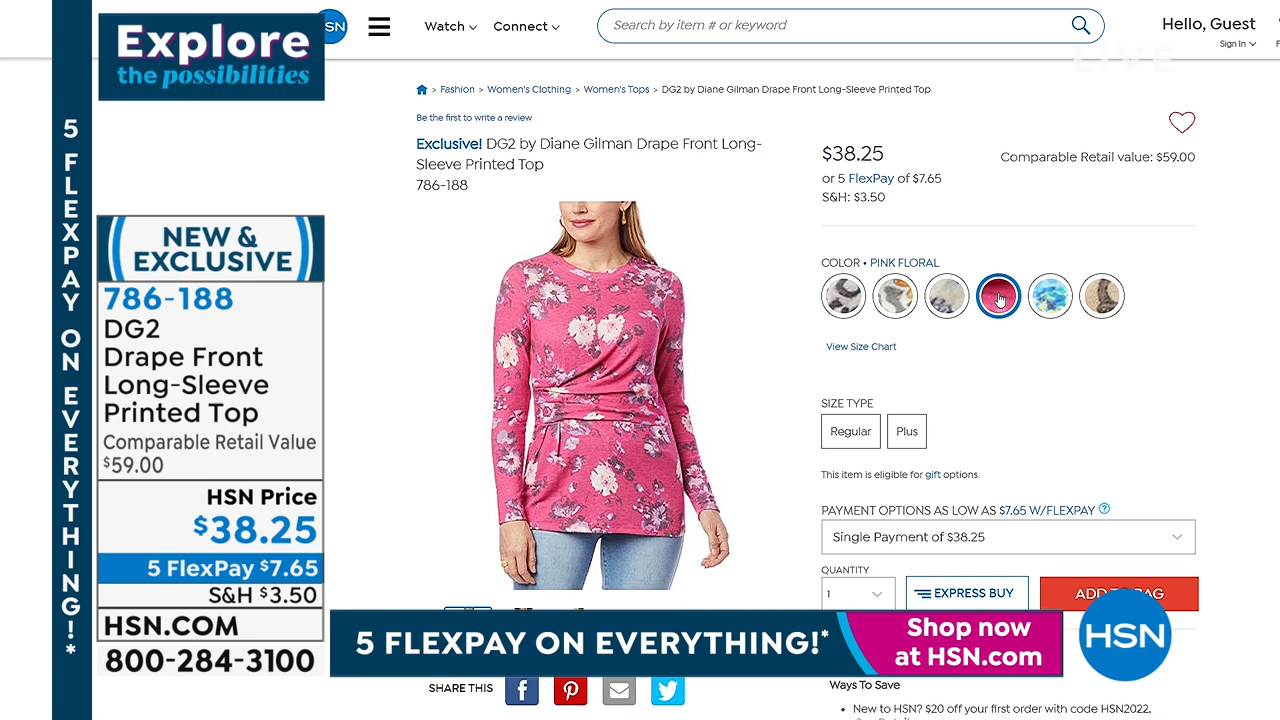 Explore
the possibilities
HSN
Watch
Connect
Search by item # or keyword
Hello, Guest
Sign In
LIVE
5 FLEXPAY ON EVERYTHING!*
> Fashion > Women's Clothing > Women's Tops > DG2 by Diane Gilman Drape Front Long-Sleeve Printed Top
Be the first to write a review
Exclusive! DG2 by Diane Gilman Drape Front Long-
Sleeve Printed Top
786-188
$38.25
Comparable Retail value: $59.00
or 5 FlexPay of $7.65
S&H: $3.50
COLOR • PINK FLORAL
View Size Chart
SIZE TYPE
Regular
Plus
This item is eligible for gift options.
PAYMENT OPTIONS AS LOW AS $7.65 W/FLEXPAY ?
Single Payment of $38.25
QUANTITY
1
EXPRESS BUY
NEW &
EXCLUSIVE
786-188
DG2
Drape Front
Long-Sleeve
Printed Top
Comparable Retail Value
$59.00
HSN Price
$38.25
5 FlexPay $7.65
S&H $3.50
HSN.COM
800-284-3100
5 FLEXPAY ON EVERYTHING!*
Shop now
at HSN.com
HSN
SHARE THIS
Ways To Save
• New to HSN? $20 off your first order with code HSN2022.